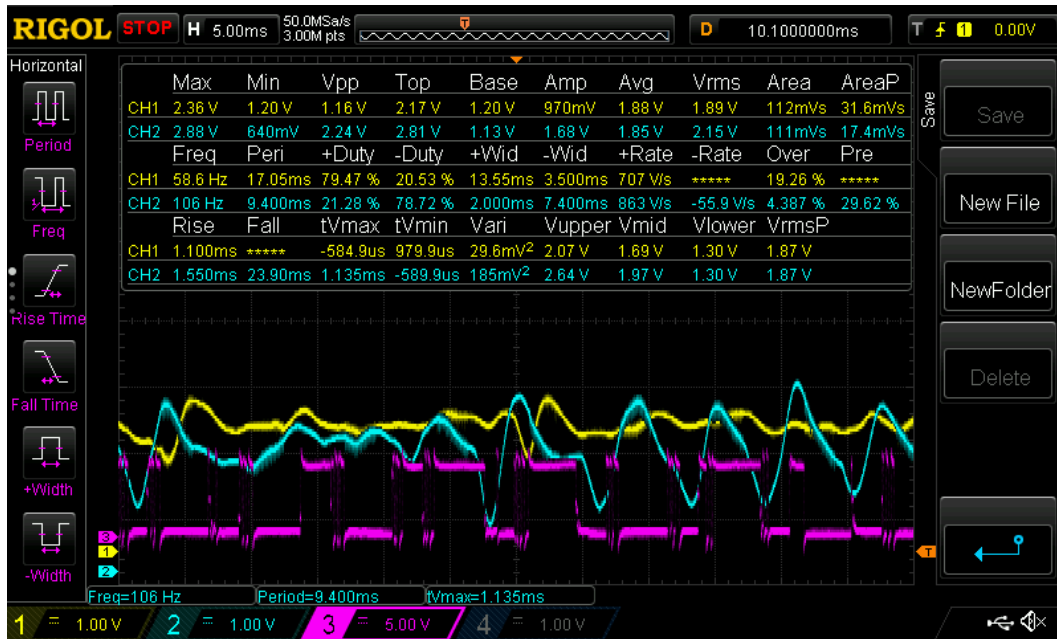 RIGOL STOP H 5.00ms 50.0MSa/s 3.00M pts D 10.1000000ms T 1 0.00V
Horizontal
Period
Freq
Rise Time
Fall Time
+Width
-Width
Max Min Vpp Top Base Amp Avg Vrms Area AreaP
CH1 2.36 V 1.20 V 1.16 V 2.17 V 1.20 V 970mV 1.88 V 1.89 V 112mVs 31.6mVs
CH2 2.88 V 640mV 2.24 V 2.81 V 1.13 V 1.68 V 1.85 V 2.15 V 111mVs 17.4mVs
Freq Peri +Duty -Duty +Wid -Wid +Rate -Rate Over Pre
CH1 58.6 Hz 17.05ms 79.47 % 20.53 % 13.55ms 3.500ms 707 V/s ***** 19.26 % *****
CH2 106 Hz 9.400ms 21.28 % 78.72 % 2.000ms 7.400ms 863 V/s -55.9 V/s 4.387 % 29.62 %
Rise Fall tVmax tVmin Vari Vupper Vmid Vlower VrmsP
CH1 1.100ms ***** -584.9us 979.9us 29.6mV² 2.07 V 1.69 V 1.30 V 1.87 V
CH2 1.550ms 23.90ms 1.135ms -589.9us 185mV² 2.64 V 1.97 V 1.30 V 1.87 V
Save
Save
New File
NewFolder
Delete
3
1
2
T
Freq=106 Hz Period=9.400ms tVmax=1.135ms
1 = 1.00 V 2 = 1.00 V 3 = 5.00 V 4 = 1.00 V